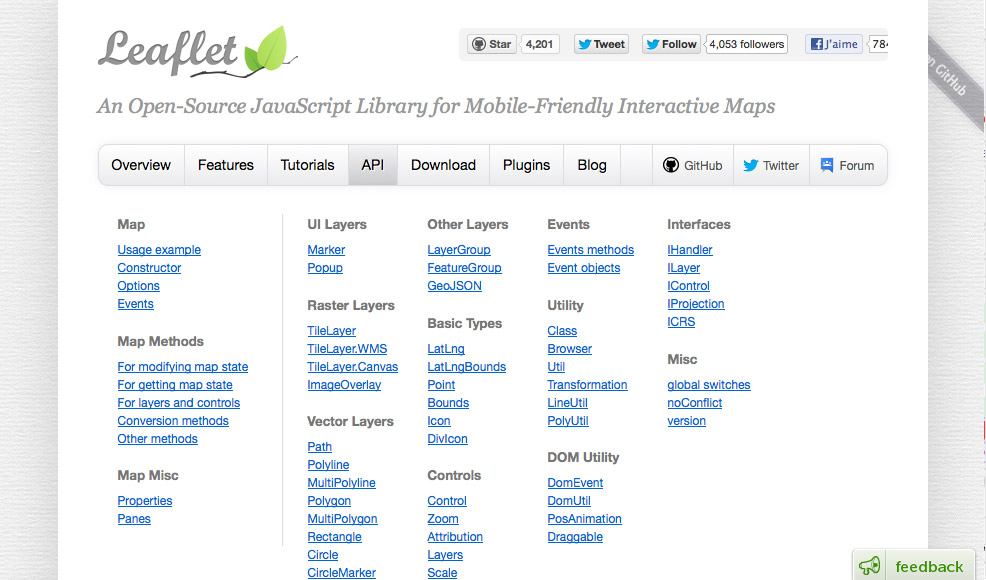 Leaflet
Star 4,201 Tweet Follow 4,053 followers J'aime 784
on GitHub
An Open-Source JavaScript Library for Mobile-Friendly Interactive Maps
Overview Features Tutorials API Download Plugins Blog GitHub Twitter Forum
Map
Usage example
Constructor
Options
Events
Map Methods
For modifying map state
For getting map state
For layers and controls
Conversion methods
Other methods
Map Misc
Properties
Panes
UI Layers
Marker
Popup
Raster Layers
TileLayer
TileLayer.WMS
TileLayer.Canvas
ImageOverlay
Vector Layers
Path
Polyline
MultiPolyline
Polygon
MultiPolygon
Rectangle
Circle
CircleMarker
Other Layers
LayerGroup
FeatureGroup
GeoJSON
Basic Types
LatLng
LatLngBounds
Point
Bounds
Icon
DivIcon
Controls
Control
Zoom
Attribution
Layers
Scale
Events
Events methods
Event objects
Utility
Class
Browser
Util
Transformation
LineUtil
PolyUtil
DOM Utility
DomEvent
DomUtil
PosAnimation
Draggable
Interfaces
IHandler
ILayer
IControl
IProjection
ICRS
Misc
global switches
noConflict
version
feedback